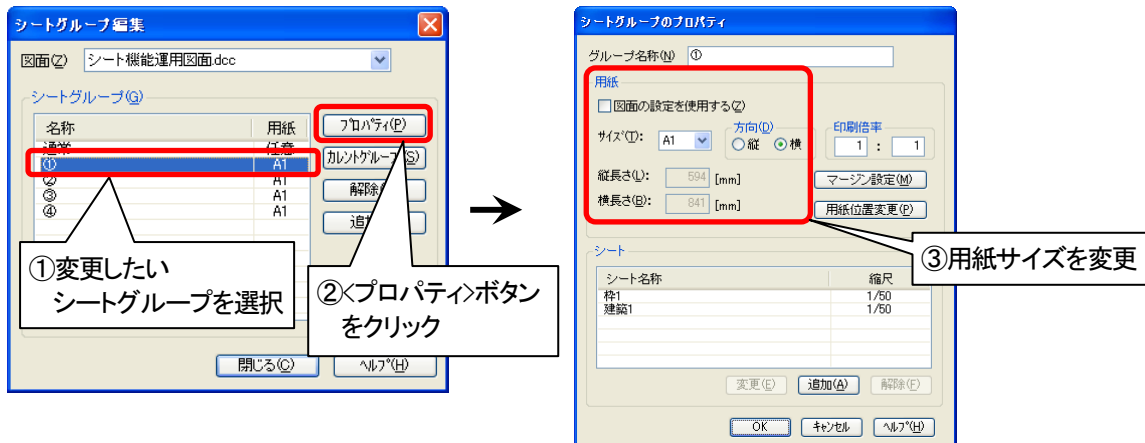 シートグループ編集
図面(Z) シート機能運用図面.dcc
シートグループ(G)
名称 用紙
通常 任意
① A1
② A1
③ A1
④ A1
プロパティ(P)
カレントグループ(S)
解除
追加
①変更したい
シートグループを選択
②<プロパティ>ボタン
をクリック
閉じる(C) ヘルプ(H)
シートグループのプロパティ
グループ名称(N) ①
用紙
図面の設定を使用する(Z)
サイズ(T): A1
方向(D)
縦 横
印刷倍率
1 : 1
縦長さ(L): 594 [mm]
横長さ(B): 841 [mm]
マージン設定(M)
用紙位置変更(P)
③用紙サイズを変更
シート
シート名称 縮尺
枠1 1/50
建築1 1/50
変更(E) 追加(A) 解除(F)
OK キャンセル ヘルプ(H)